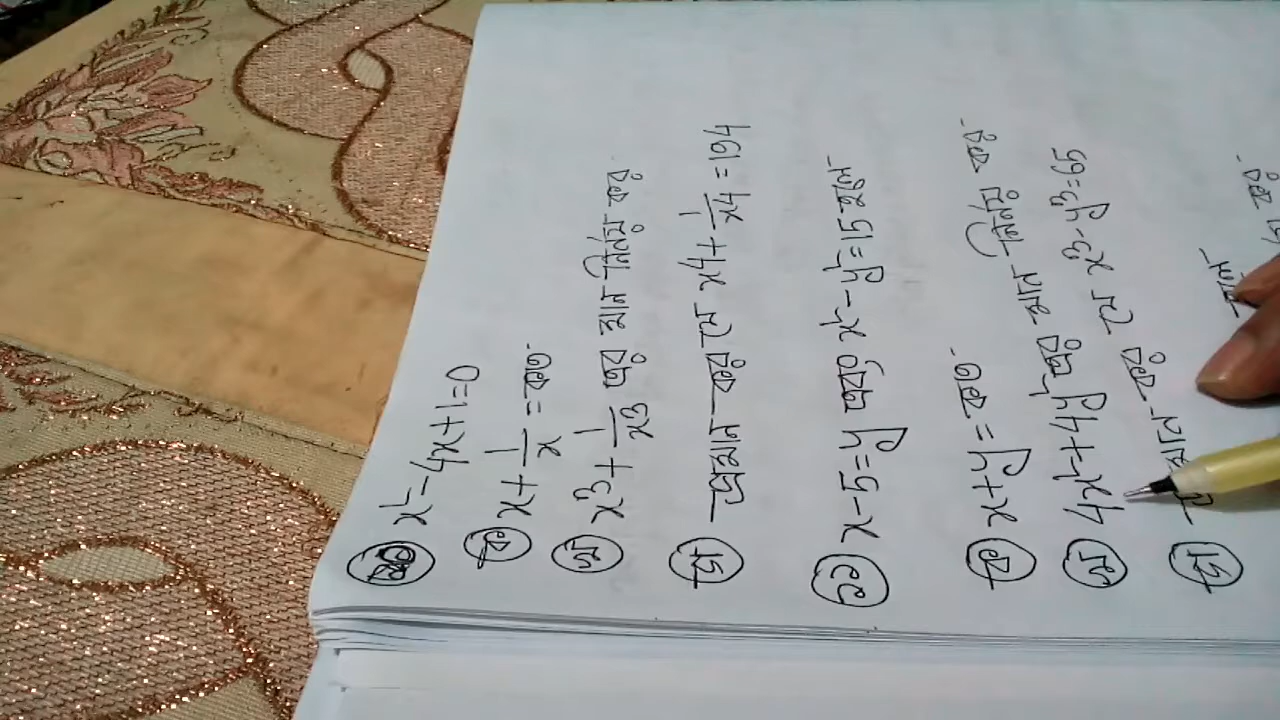 x² - 4x + 1 = 0
ক x + 1/x = কত
খ x³ + 1/x³ এর মান নির্ণয় কর
গ প্রমান কর যে x⁴ + 1/x⁴ = 194
১১ x - 5 = y এবং x² - y² = 15 হলে
ক x + y = কত
খ 4x² + 4y² এর মান নির্ণয় কর
গ প্রমান কর যে x³ - y³ = 65